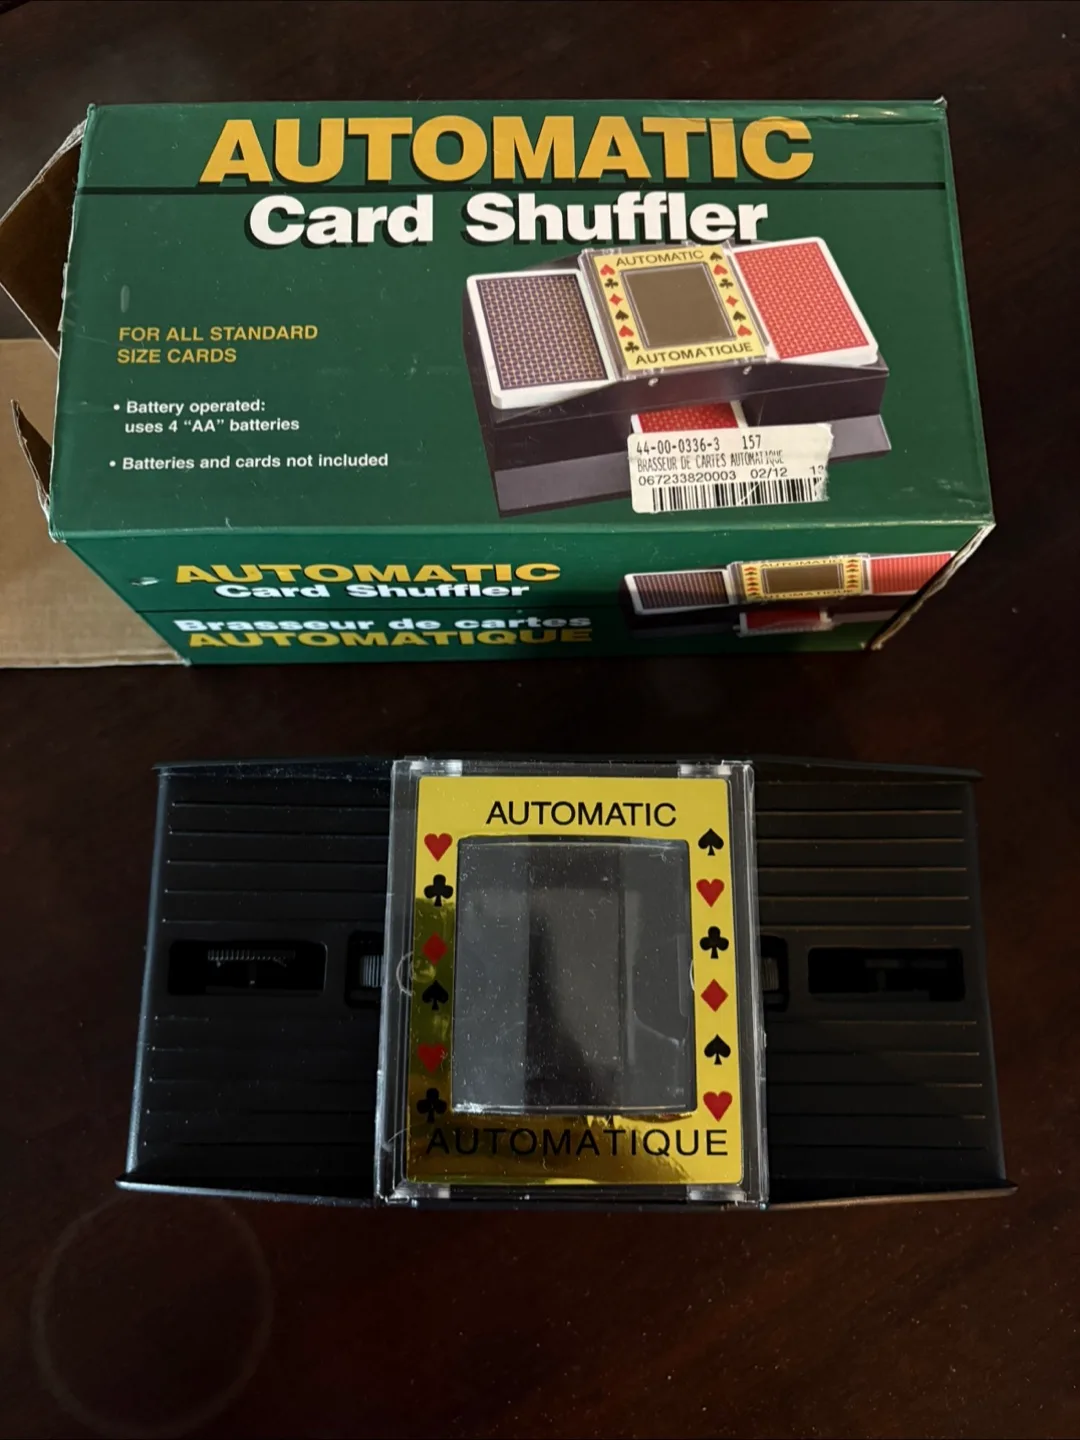 AUTOMATIC
Card Shuffler
AUTOMATIC
AUTOMATIQUE
FOR ALL STANDARD
SIZE CARDS
• Battery operated:
uses 4 “AA” batteries
• Batteries and cards not included
44-00-0336-3 157
BRASSEUR DE CARTES AUTOMATIQUE
067233820003 02/12
AUTOMATIC
Card Shuffler
Brasseur de cartes
AUTOMATIQUE
AUTOMATIC
AUTOMATIQUE
AUTOMATIC
AUTOMATIQUE